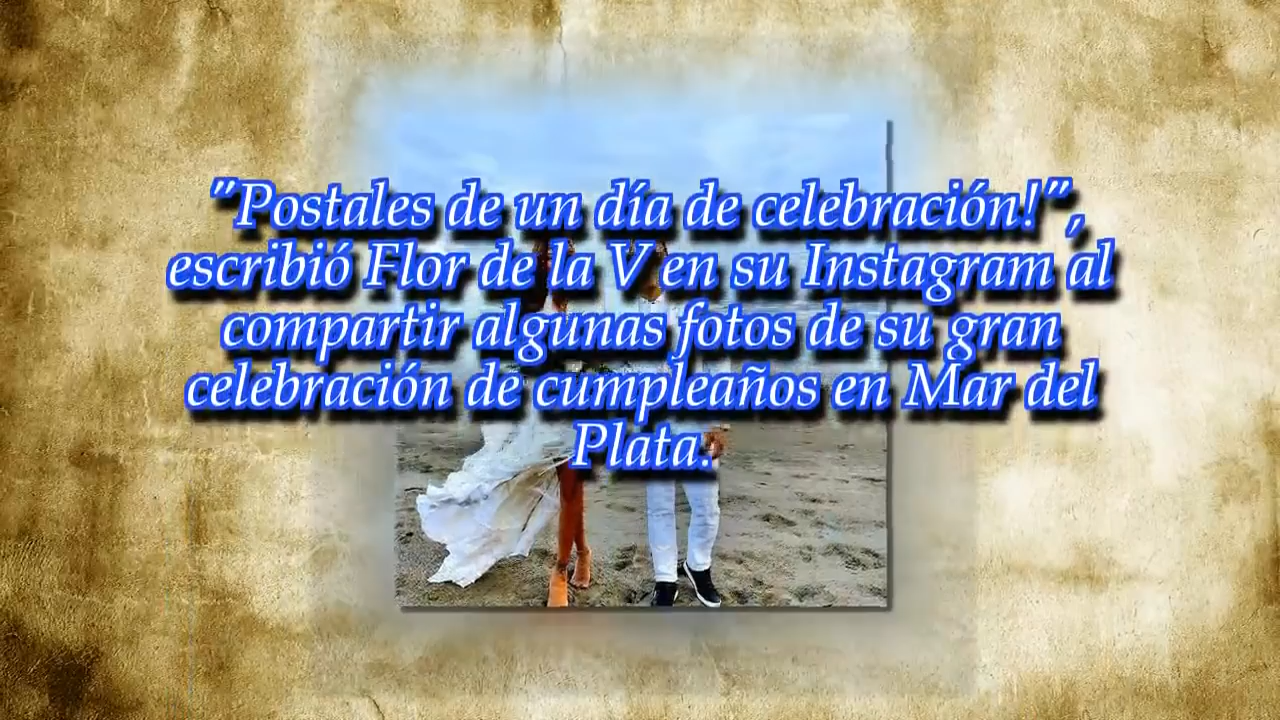 "Postales de un día de celebración!",
escribió Flor de la V en su Instagram al
compartir algunas fotos de su gran
celebración de cumpleaños en Mar del
Plata.